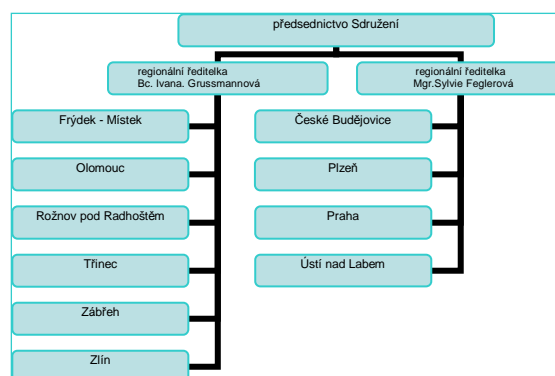 předsednictvo Sdružení
regionální ředitelka
Bc. Ivana. Grussmannová
regionální ředitelka
Mgr.Sylvie Feglerová
Frýdek - Místek
Olomouc
Rožnov pod Radhoštěm
Třinec
Zábřeh
Zlín
České Budějovice
Plzeň
Praha
Ústí nad Labem